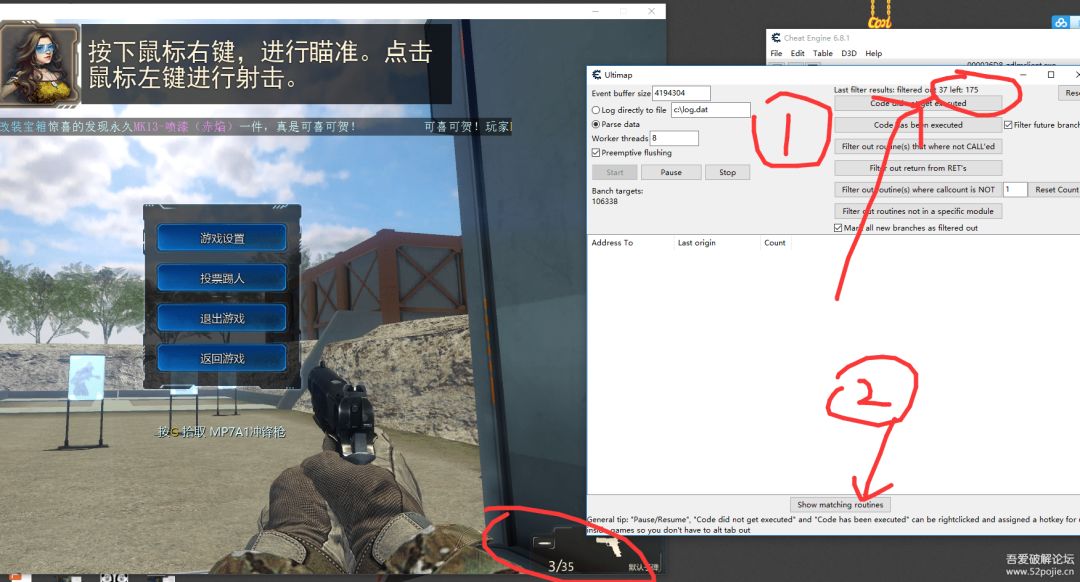 按下鼠标右键，进行瞄准。点击
鼠标左键进行射击。
改装宝箱惊喜的发现永久MKI3-喷漆（赤焰）一件，真是可喜可贺！
可喜可贺！玩家
游戏设置
投票踢人
退出游戏
返回游戏
按G拾取 MP7A1冲锋枪
3/35
Cool
Cheat Engine 6.8.1
File Edit Table D3D Help
Ultimap
Event buffer size 4194304
Log directly to file c:\log.dat
Parse data
Worker threads 8
Preemptive flushing
Start Pause Stop
Banch targets:
106338
Last filter results: filtered out 37 left: 175
Code did not get executed
Code has been executed
Filter future branch
Filter out routine(s) that where not CALL'ed
Filter out return from RET's
Filter out routine(s) where callcount is NOT 1 Reset Count
Filter out routines not in a specific module
Mark all new branches as filtered out
Address To Last origin Count
1
2
Show matching routines
General tip: "Pause/Resume", "Code did not get executed" and "Code has been executed" can be rightclicked and assigned a hotkey for
games so you don't have to alt tab out
吾爱破解论坛
www.52pojie.cn